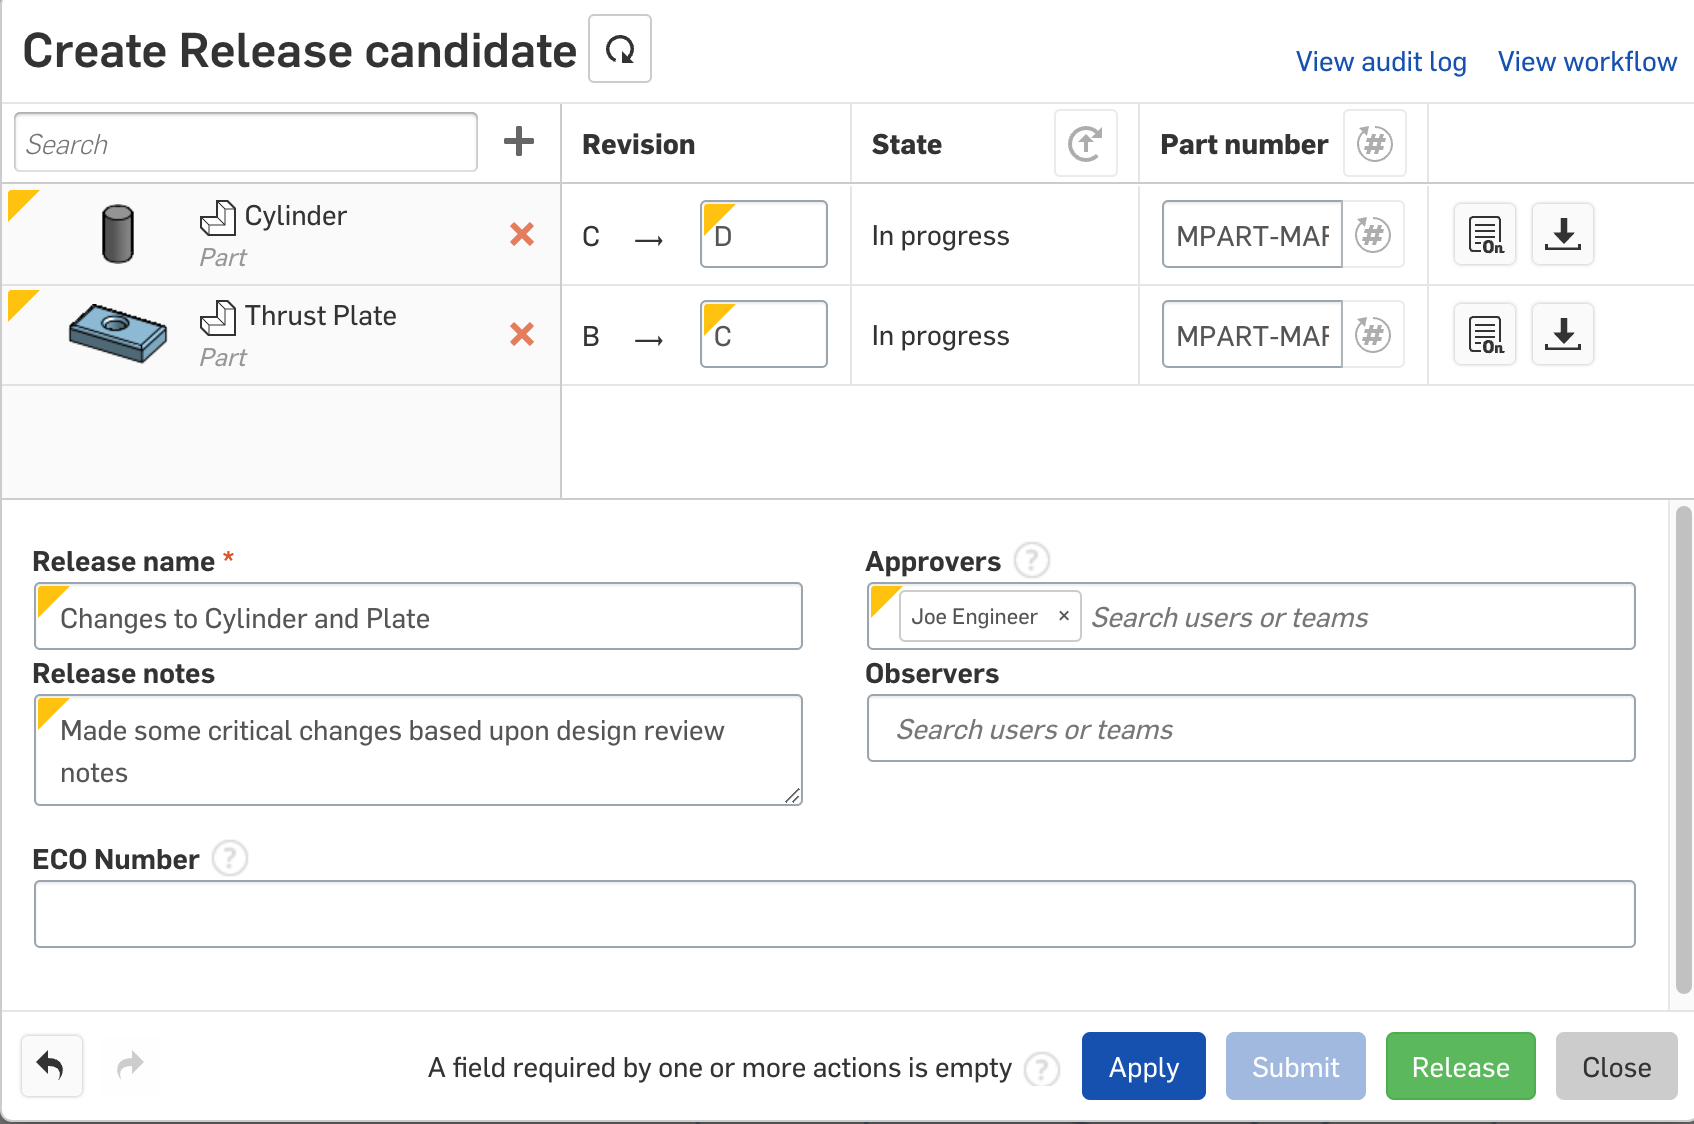 Create Release candidate
View audit log View workflow
Search Revision State Part number
Cylinder
Part
C → D In progress MPART-MAF
Thrust Plate
Part
B → C In progress MPART-MAF
Release name *
Changes to Cylinder and Plate
Approvers ?
Joe Engineer × Search users or teams
Release notes
Made some critical changes based upon design review
notes
Observers
Search users or teams
ECO Number ?
A field required by one or more actions is empty ? Apply Submit Release Close